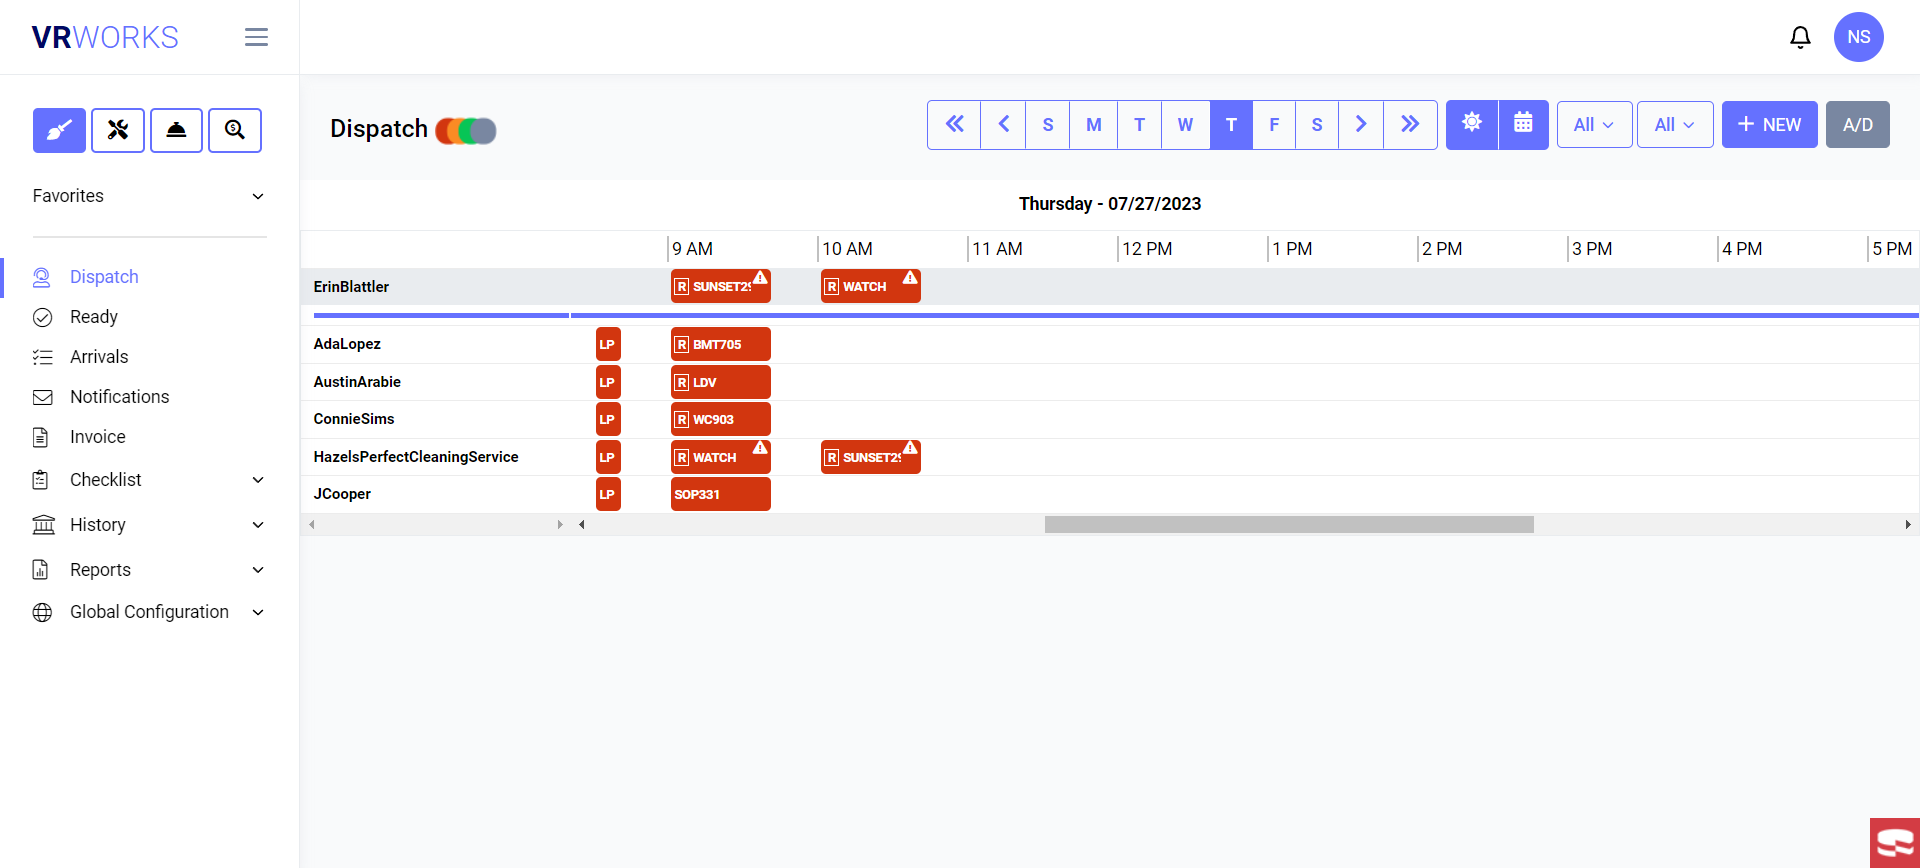 VRWORKS
NS
Dispatch
S M T W T F S
All
All
+ NEW
A/D
Favorites
Dispatch
Ready
Arrivals
Notifications
Invoice
Checklist
History
Reports
Global Configuration
Thursday - 07/27/2023
9 AM 10 AM 11 AM 12 PM 1 PM 2 PM 3 PM 4 PM 5 PM
ErinBlattler R SUNSET29 R WATCH
AdaLopez LP R BMT705
AustinArabie LP R LDV
ConnieSims LP R WC903
HazelsPerfectCleaningService LP R WATCH R SUNSET29
JCooper LP SOP331